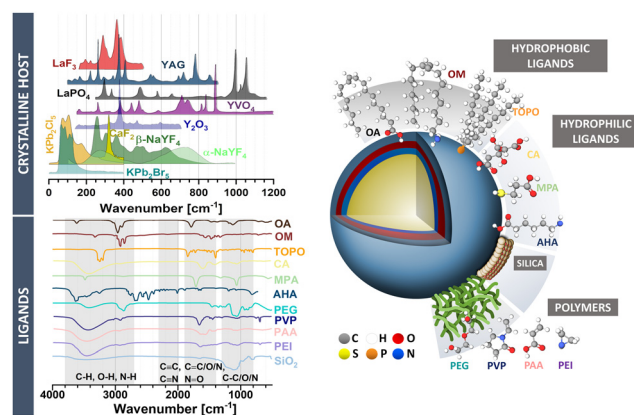 CRYSTALLINE HOST
LaF3
YAG
LaPO4
YVO4
Y2O3
KPb2Cl5
CaF2
β-NaYF4
α-NaYF4
KPb2Br5
0 200 400 600 800 1000 1200
Wavenumber [cm-1]
LIGANDS
OA
OM
TOPO
CA
MPA
AHA
PEG
PVP
PAA
PEI
SiO2
C-H, O-H, N-H
C≡C, C=C/O/N,
C≡N N=O
C-C/O/N
4000 3000 2000 1000
Wavenumber [cm-1]
HYDROPHOBIC
LIGANDS
OM
OA
TOPO
HYDROPHILIC
LIGANDS
CA
MPA
AHA
SILICA
POLYMERS
C H O
S P N
PEG PVP PAA PEI